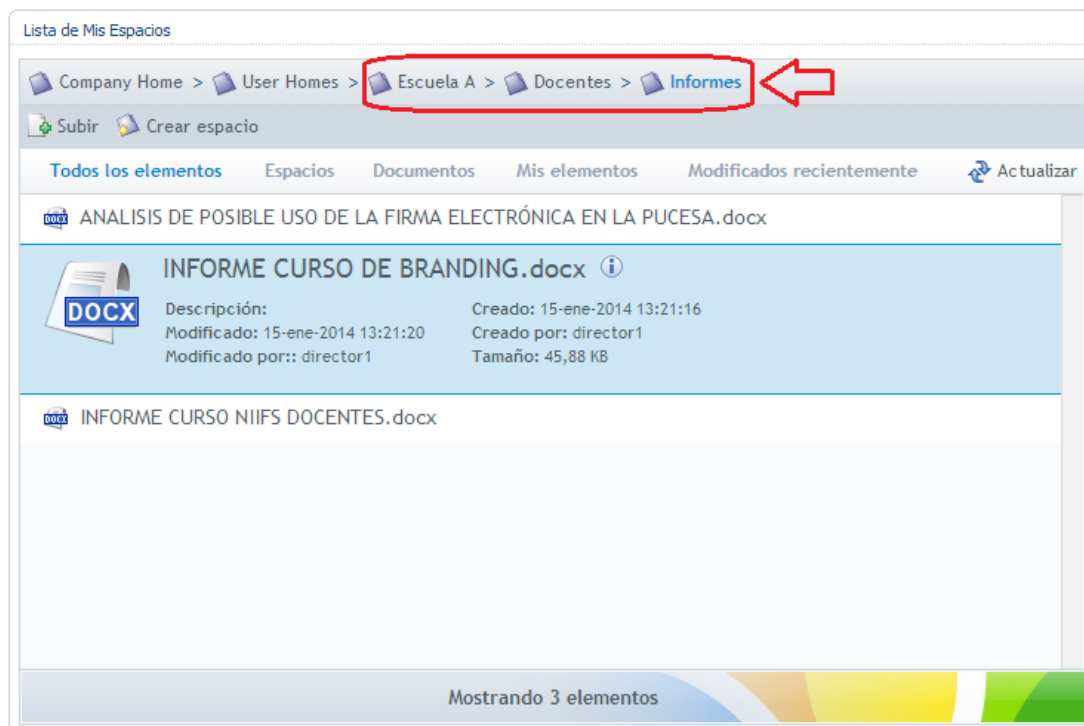 Lista de Mis Espacios
Company Home > User Homes > Escuela A > Docentes > Informes
Subir Crear espacio
Todos los elementos Espacios Documentos Mis elementos Modificados recientemente Actualizar
DOCX ANALISIS DE POSIBLE USO DE LA FIRMA ELECTRÓNICA EN LA PUCESA.docx
INFORME CURSO DE BRANDING.docx
DOCX
Descripción: Creado: 15-ene-2014 13:21:16
Modificado: 15-ene-2014 13:21:20 Creado por: director1
Modificado por:: director1 Tamaño: 45,88 KB
DOCX INFORME CURSO NIIFS DOCENTES.docx
Mostrando 3 elementos